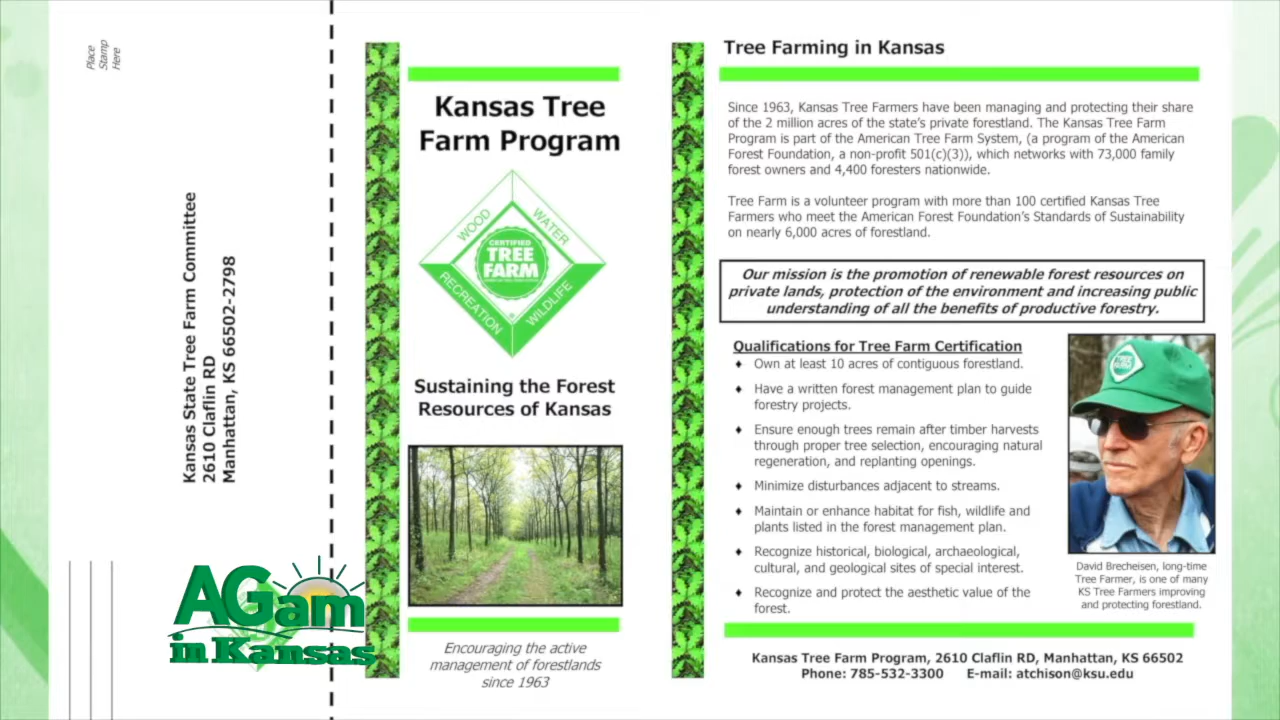 Place
Stamp
Here
Kansas State Tree Farm Committee
2610 Claflin RD
Manhattan, KS 66502-2798
AGam
in Kansas
Kansas Tree
Farm Program
WOOD
WATER
CERTIFIED
TREE
FARM
RECREATION
WILDLIFE
Sustaining the Forest
Resources of Kansas
Encouraging the active
management of forestlands
since 1963
Tree Farming in Kansas
Since 1963, Kansas Tree Farmers have been managing and protecting their share
of the 2 million acres of the state's private forestland. The Kansas Tree Farm
Program is part of the American Tree Farm System, (a program of the American
Forest Foundation, a non-profit 501(c)(3)), which networks with 73,000 family
forest owners and 4,400 foresters nationwide.
Tree Farm is a volunteer program with more than 100 certified Kansas Tree
Farmers who meet the American Forest Foundation's Standards of Sustainability
on nearly 6,000 acres of forestland.
Our mission is the promotion of renewable forest resources on
private lands, protection of the environment and increasing public
understanding of all the benefits of productive forestry.
Qualifications for Tree Farm Certification
♦ Own at least 10 acres of contiguous forestland.
♦ Have a written forest management plan to guide
forestry projects.
♦ Ensure enough trees remain after timber harvests
through proper tree selection, encouraging natural
regeneration, and replanting openings.
♦ Minimize disturbances adjacent to streams.
♦ Maintain or enhance habitat for fish, wildlife and
plants listed in the forest management plan.
♦ Recognize historical, biological, archaeological,
cultural, and geological sites of special interest.
♦ Recognize and protect the aesthetic value of the
forest.
TREE
FARM
David Brecheisen, long-time
Tree Farmer, is one of many
KS Tree Farmers improving
and protecting forestland.
Kansas Tree Farm Program, 2610 Claflin RD, Manhattan, KS 66502
Phone: 785-532-3300 E-mail: atchison@ksu.edu